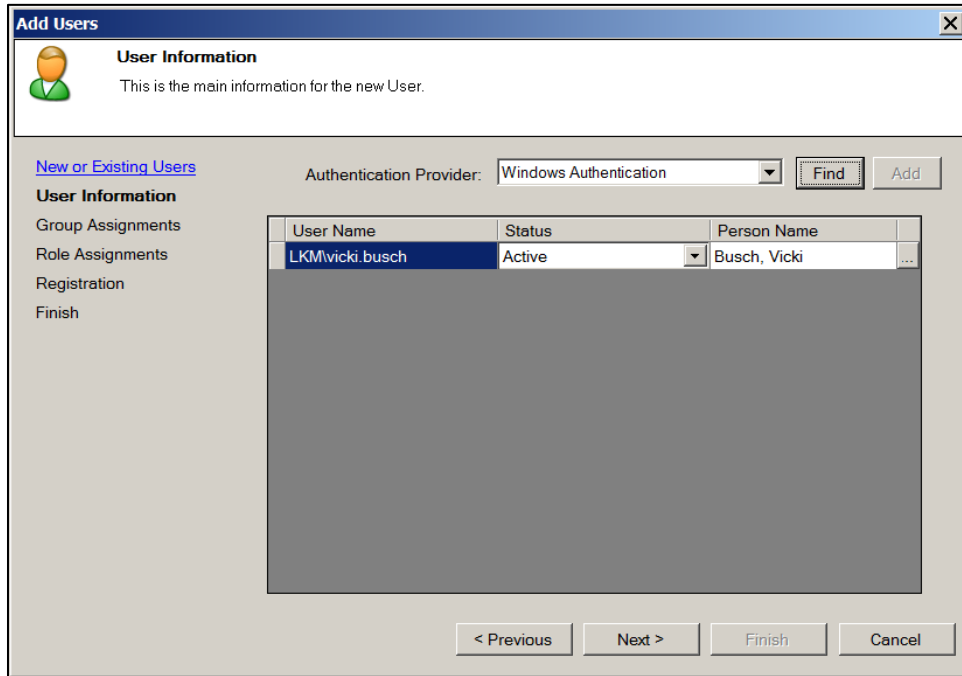 Add Users
User Information
This is the main information for the new User.
New or Existing Users
User Information
Group Assignments
Role Assignments
Registration
Finish
Authentication Provider: Windows Authentication Find Add
User Name Status Person Name
LKM\vicki.busch Active Busch, Vicki ...
< Previous Next > Finish Cancel